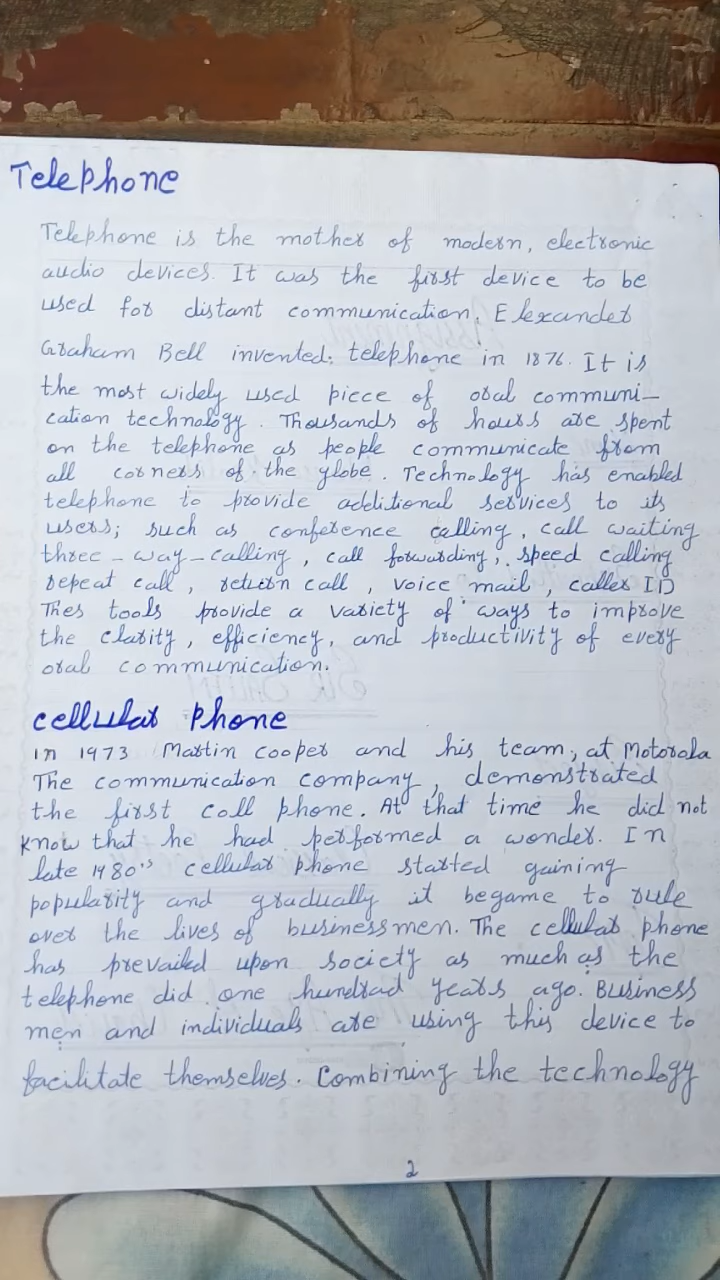 Telephone
Telephone is the mother of modern, electronic
audio devices. It was the first device to be
used for distant communication. Elexander
Graham Bell invented. telephone in 1876. It is
the most widely used piece of oral communi-
cation technology. Thousands of hours are spent
on the telephone as people communicate from
all corners of the globe. Technology has enabled
telephone to provide additional services to its
users; such as conference calling, call waiting
three-way-calling, call forwarding, speed calling
repeat call, return call, voice mail, caller ID
Thes tools provide a variety of ways to improve
the clarity, efficiency, and productivity of every
oral communication.
cellular phone
in 1973 Martin cooper and his team, at Motorola
The communication company, demonstrated
the first coll phone. At that time he did not
know that he had performed a wonder. In
late 1980's cellular phone started gaining
popularity and gradually it begame to rule
over the lives of businessmen. The cellular phone
has prevailed upon society as much as the
telephone did one hundrad years ago. Business
men and individuals are using this device to
facilitate themselves. Combining the technology
2